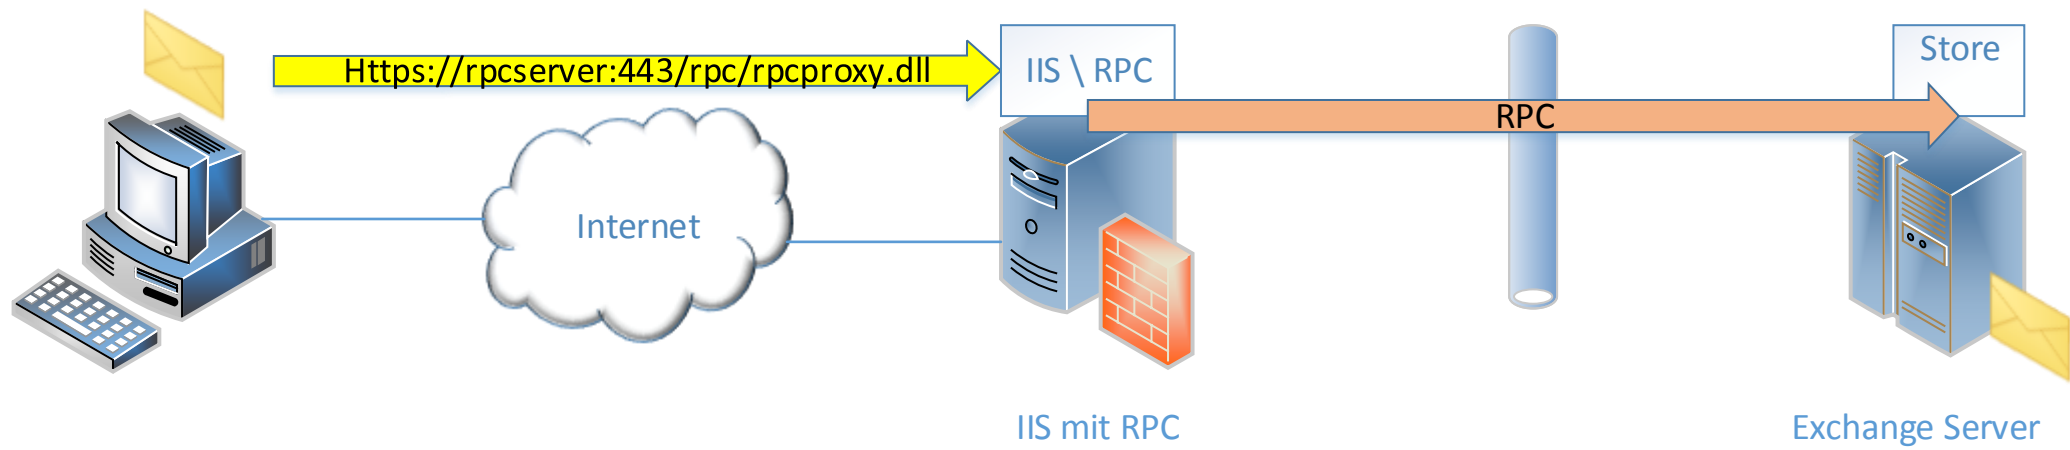 Https://rpcserver:443/rpc/rpcproxy.dll
IIS \ RPC
Store
RPC
Internet
IIS mit RPC
Exchange Server